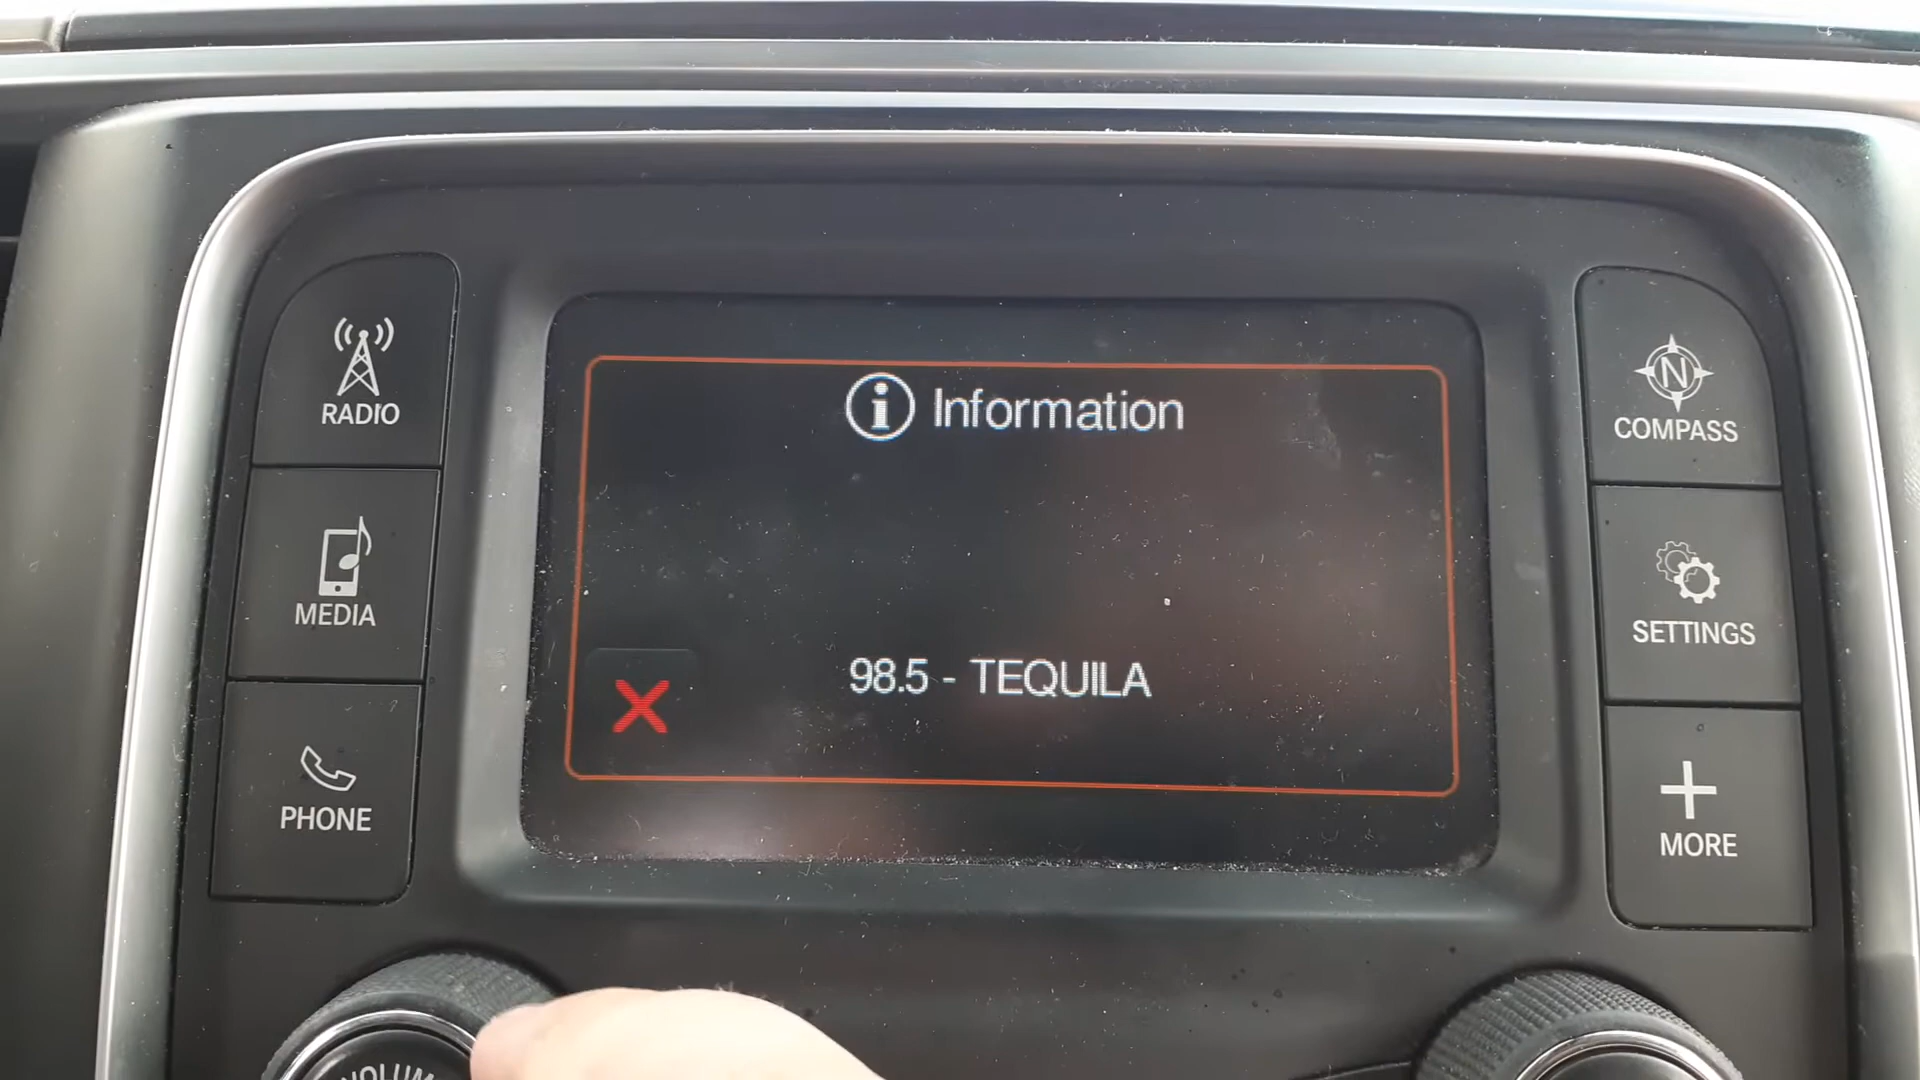 RADIO
MEDIA
PHONE
i Information
98.5 - TEQUILA
N
COMPASS
SETTINGS
MORE